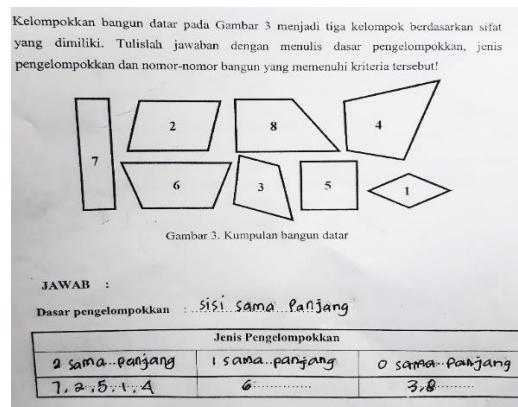 Kelompokkan bangun datar pada Gambar 3 menjadi tiga kelompok berdasarkan sifat
yang dimiliki. Tulislah jawaban dengan menulis dasar pengelompokkan, jenis
pengelompokkan dan nomor-nomor bangun yang memenuhi kriteria tersebut!
7 2 8 4
6 3 5 1
Gambar 3. Kumpulan bangun datar
JAWAB :
Dasar pengelompokkan : sisi sama panjang
Jenis Pengelompokkan
2 sama panjang 1 sama panjang 0 sama panjang
7, 2, 5, 1, 4 6 3, 8